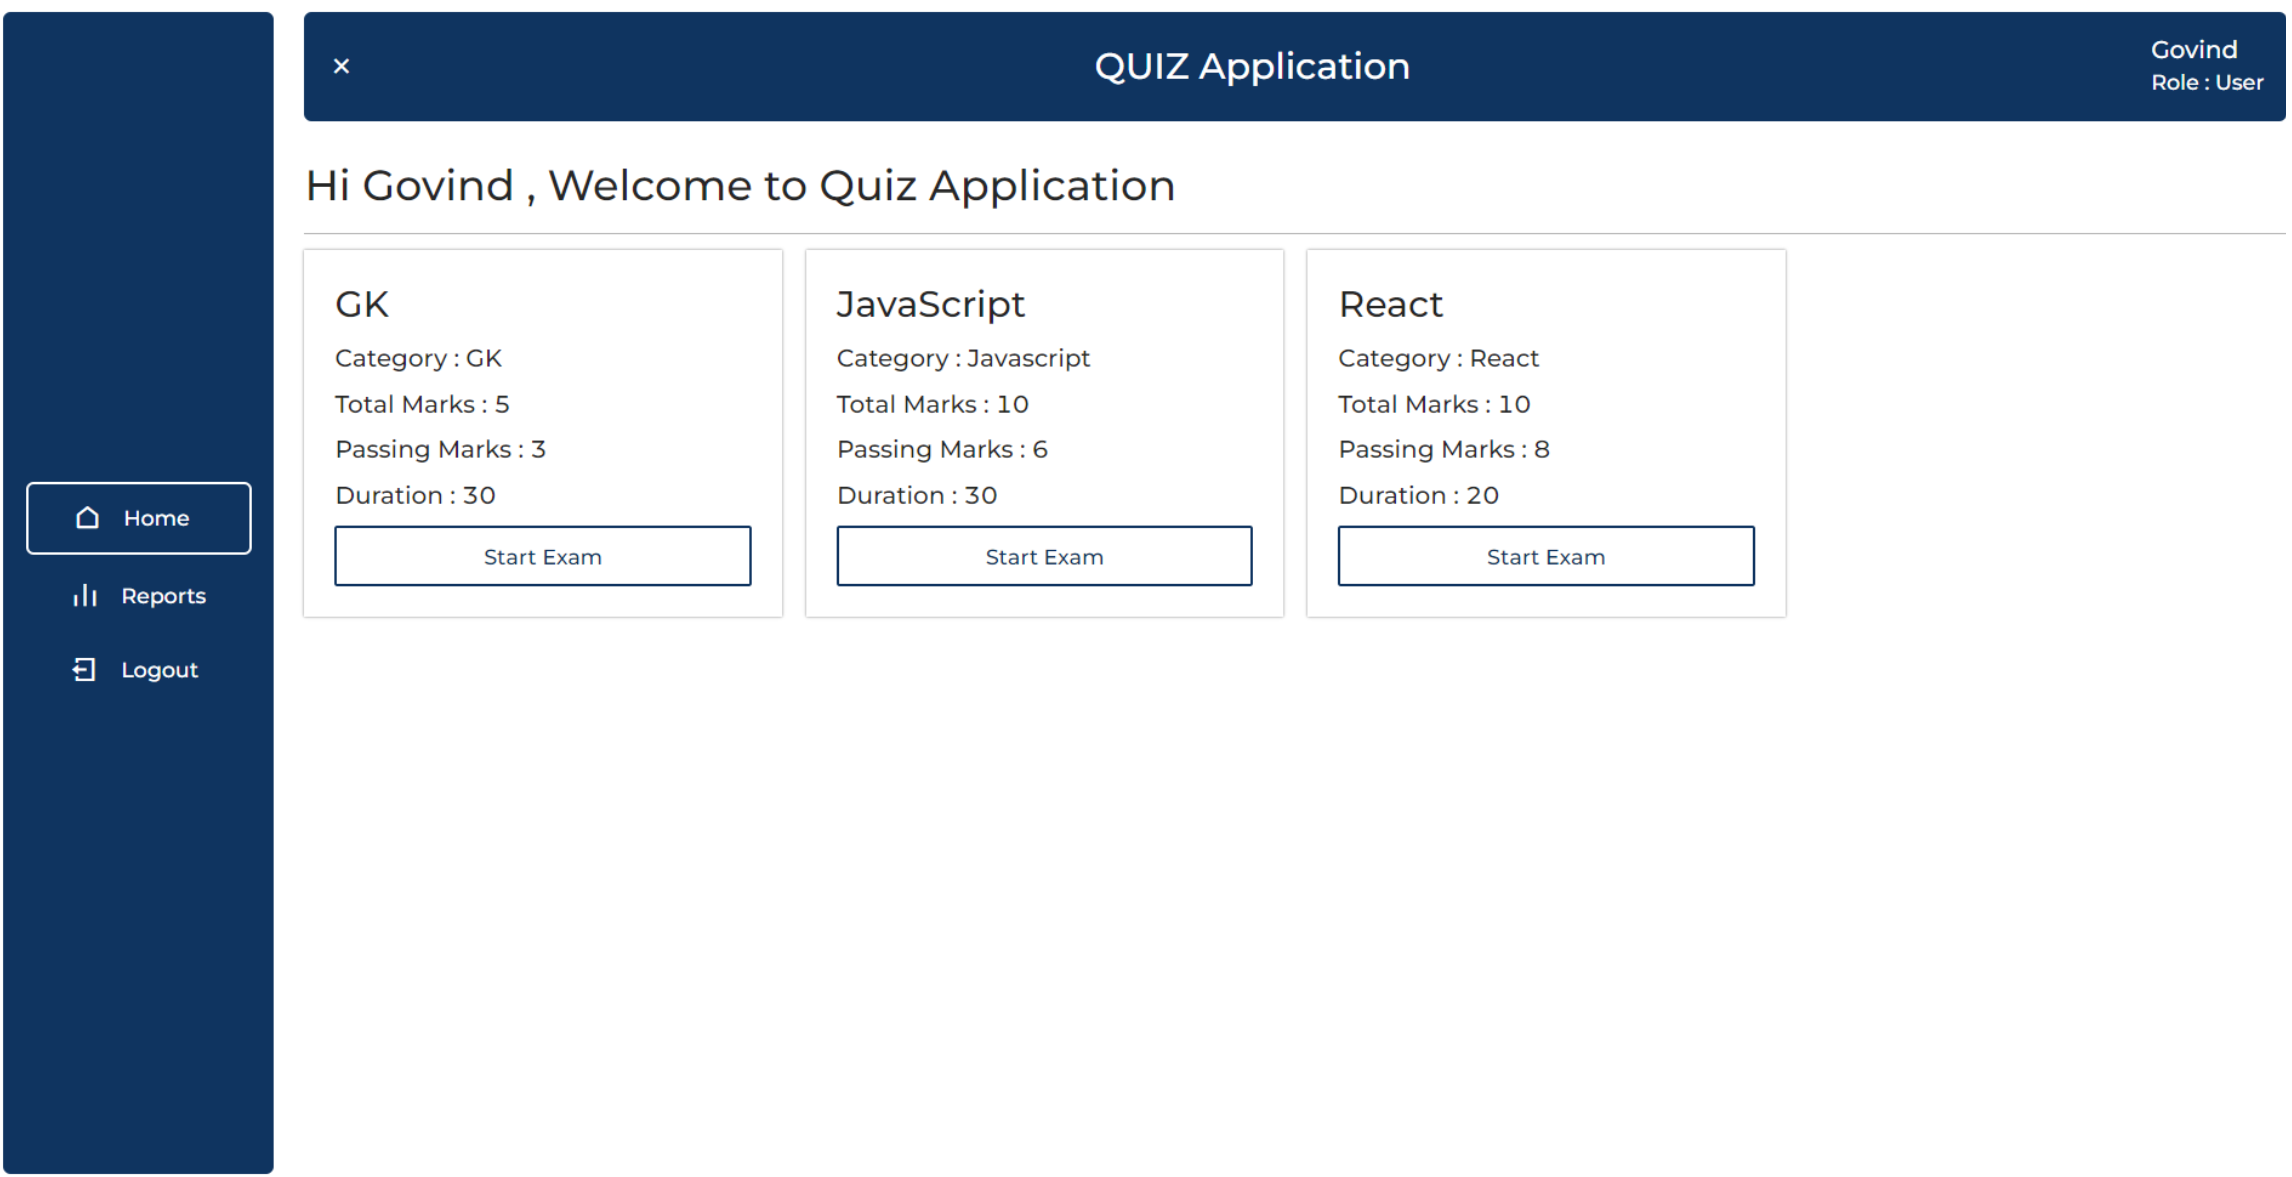 QUIZ Application
Govind
Role : User
Home
Reports
Logout
Hi Govind , Welcome to Quiz Application
GK
Category : GK
Total Marks : 5
Passing Marks : 3
Duration : 30
Start Exam
JavaScript
Category : Javascript
Total Marks : 10
Passing Marks : 6
Duration : 30
Start Exam
React
Category : React
Total Marks : 10
Passing Marks : 8
Duration : 20
Start Exam